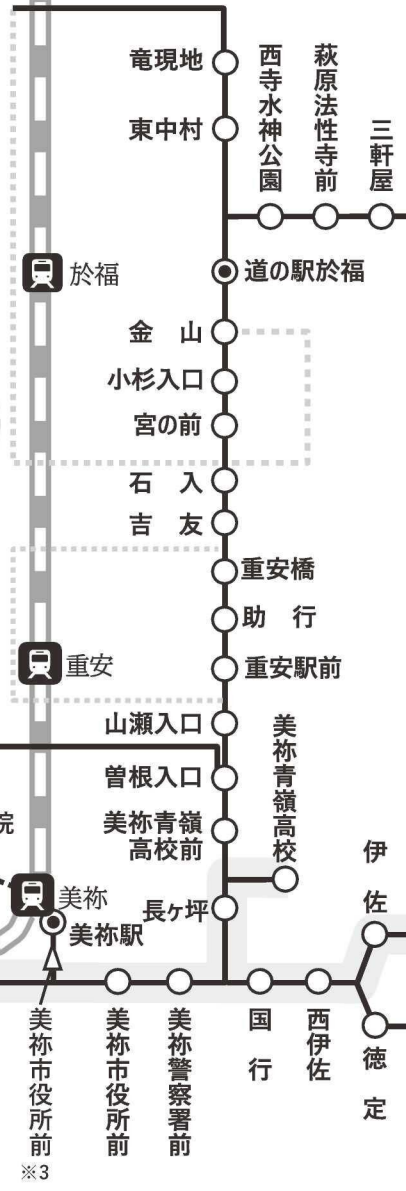 竜現地
東中村
西寺水神公園
萩原法性寺前
三軒屋
於福
道の駅於福
金　山
小杉入口
宮の前
石　入
吉　友
重安橋
助　行
重安
重安駅前
山瀬入口
曽根入口
美祢青嶺高校
美祢青嶺
高校前
院
美祢
美祢駅
長ヶ坪
伊佐
美祢市役所前
※3
美祢市役所前
美祢警察署前
国行
西伊佐
徳定